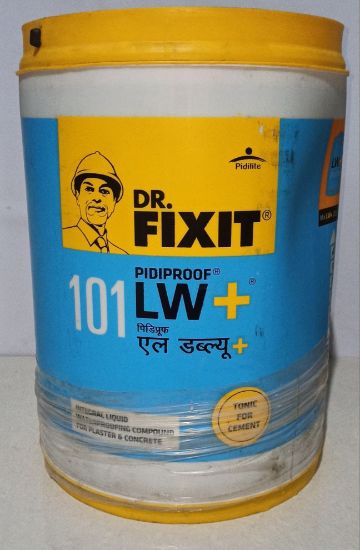 Pidilite
DR.
FIXIT®
PIDIPROOF®
101 LW+®
पिडिप्रूफ
एल डब्ल्यू+
INTEGRAL LIQUID
WATERPROOFING COMPOUND
FOR PLASTER & CONCRETE
TONIC
FOR
CEMENT